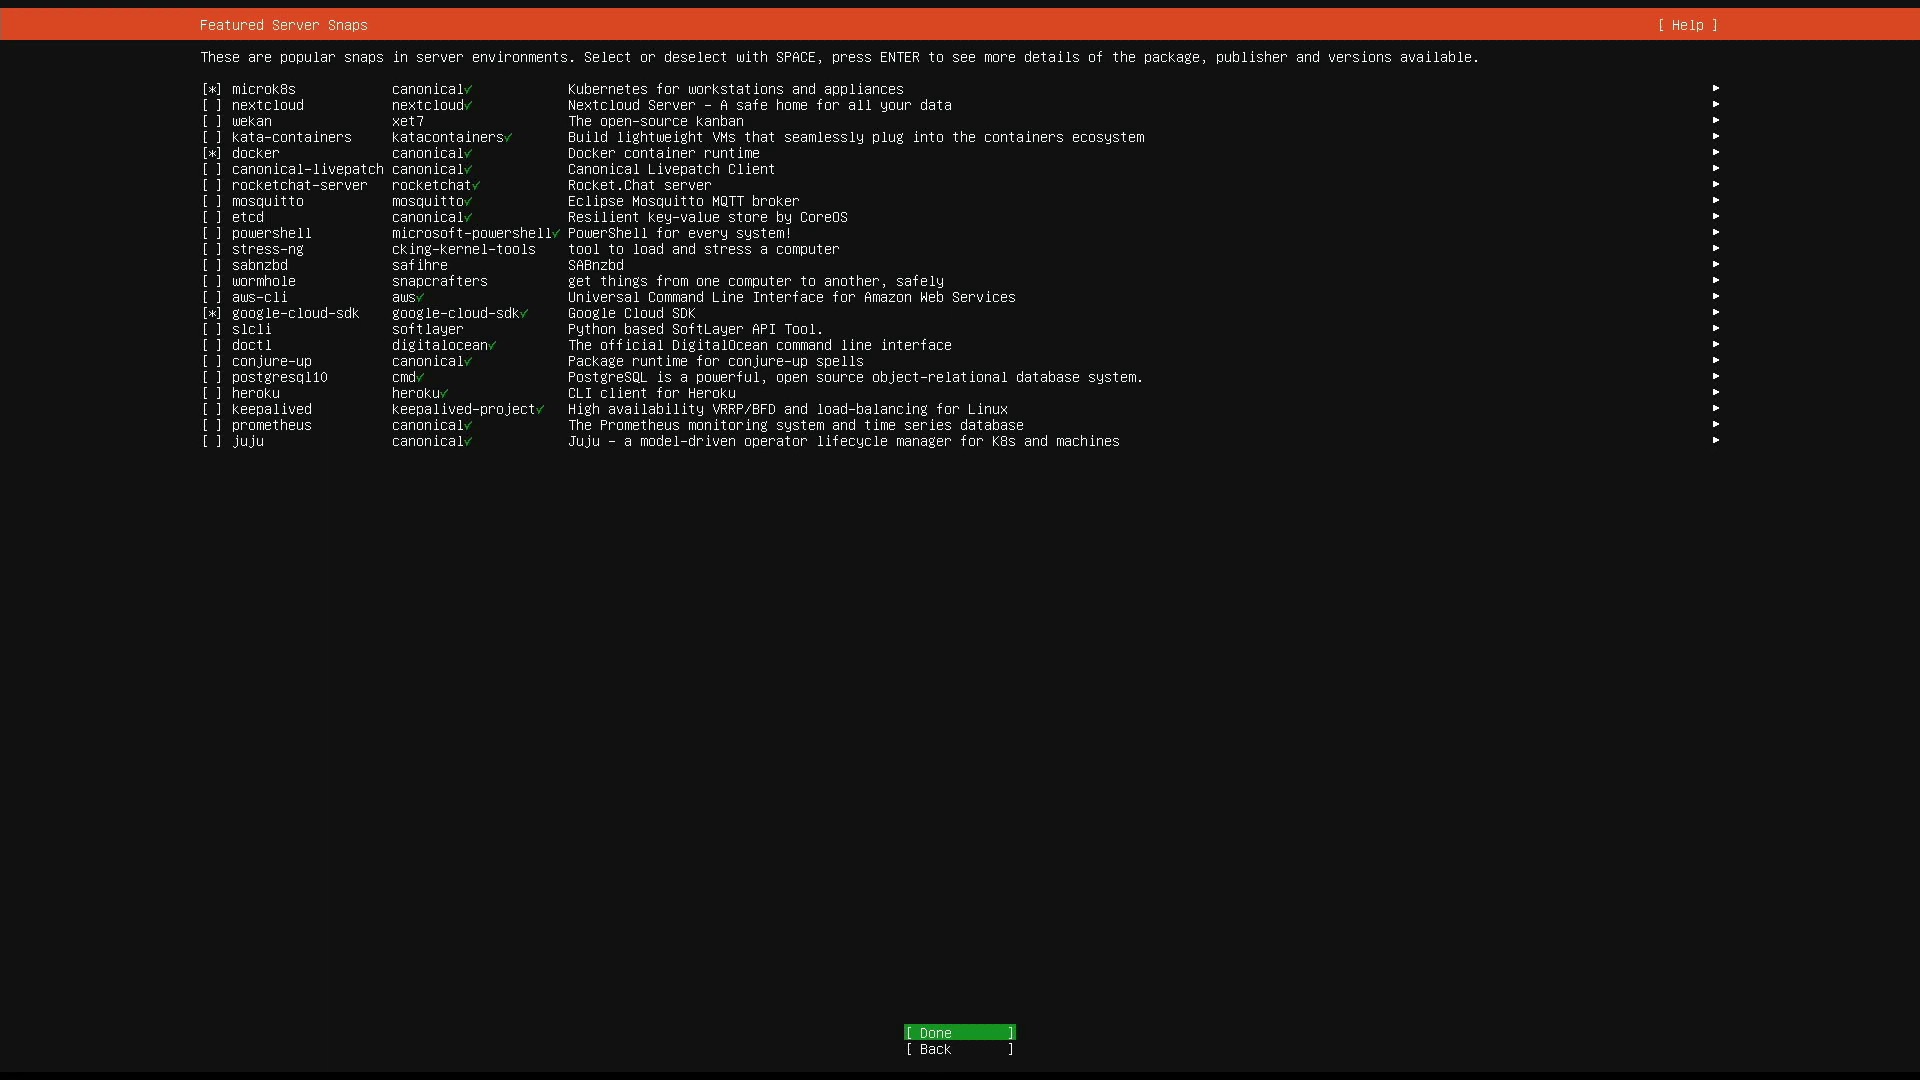 Featured Server Snaps [ Help ]
These are popular snaps in server environments. Select or deselect with SPACE, press ENTER to see more details of the package, publisher and versions available.
[*] microk8s canonical✓ Kubernetes for workstations and appliances ▸
[ ] nextcloud nextcloud✓ Nextcloud Server - A safe home for all your data ▸
[ ] wekan xet7 The open-source kanban ▸
[ ] kata-containers katacontainers✓ Build lightweight VMs that seamlessly plug into the containers ecosystem ▸
[*] docker canonical✓ Docker container runtime ▸
[ ] canonical-livepatch canonical✓ Canonical Livepatch Client ▸
[ ] rocketchat-server rocketchat✓ Rocket.Chat server ▸
[ ] mosquitto mosquitto✓ Eclipse Mosquitto MQTT broker ▸
[ ] etcd canonical✓ Resilient key-value store by CoreOS ▸
[ ] powershell microsoft-powershell✓ PowerShell for every system! ▸
[ ] stress-ng cking-kernel-tools tool to load and stress a computer ▸
[ ] sabnzbd safihre SABnzbd ▸
[ ] wormhole snapcrafters get things from one computer to another, safely ▸
[ ] aws-cli aws✓ Universal Command Line Interface for Amazon Web Services ▸
[*] google-cloud-sdk google-cloud-sdk✓ Google Cloud SDK ▸
[ ] slcli softlayer Python based SoftLayer API Tool. ▸
[ ] doctl digitalocean✓ The official DigitalOcean command line interface ▸
[ ] conjure-up canonical✓ Package runtime for conjure-up spells ▸
[ ] postgresql10 cmd✓ PostgreSQL is a powerful, open source object-relational database system. ▸
[ ] heroku heroku✓ CLI client for Heroku ▸
[ ] keepalived keepalived-project✓ High availability VRRP/BFD and load-balancing for Linux ▸
[ ] prometheus canonical✓ The Prometheus monitoring system and time series database ▸
[ ] juju canonical✓ Juju - a model-driven operator lifecycle manager for K8s and machines ▸
[ Done ]
[ Back ]